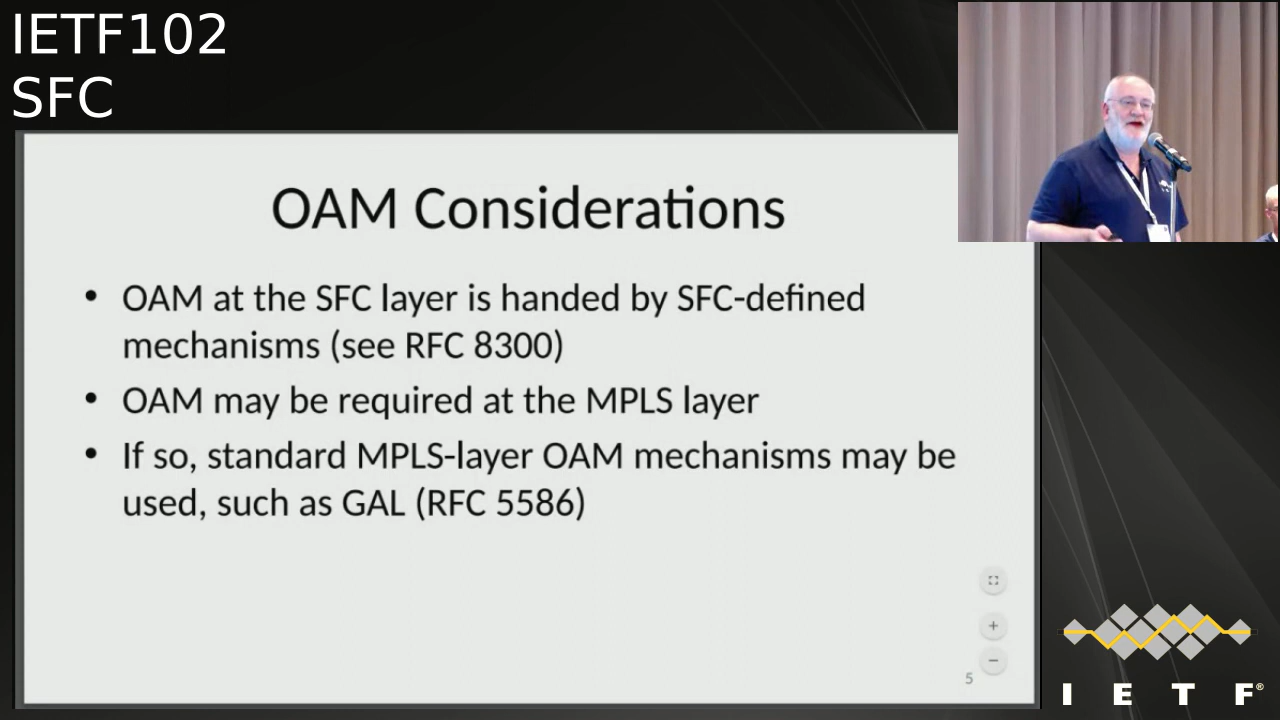 IETF102
SFC
OAM Considerations
• OAM at the SFC layer is handed by SFC-defined
mechanisms (see RFC 8300)
• OAM may be required at the MPLS layer
• If so, standard MPLS-layer OAM mechanisms may be
used, such as GAL (RFC 5586)
5
I E T F®